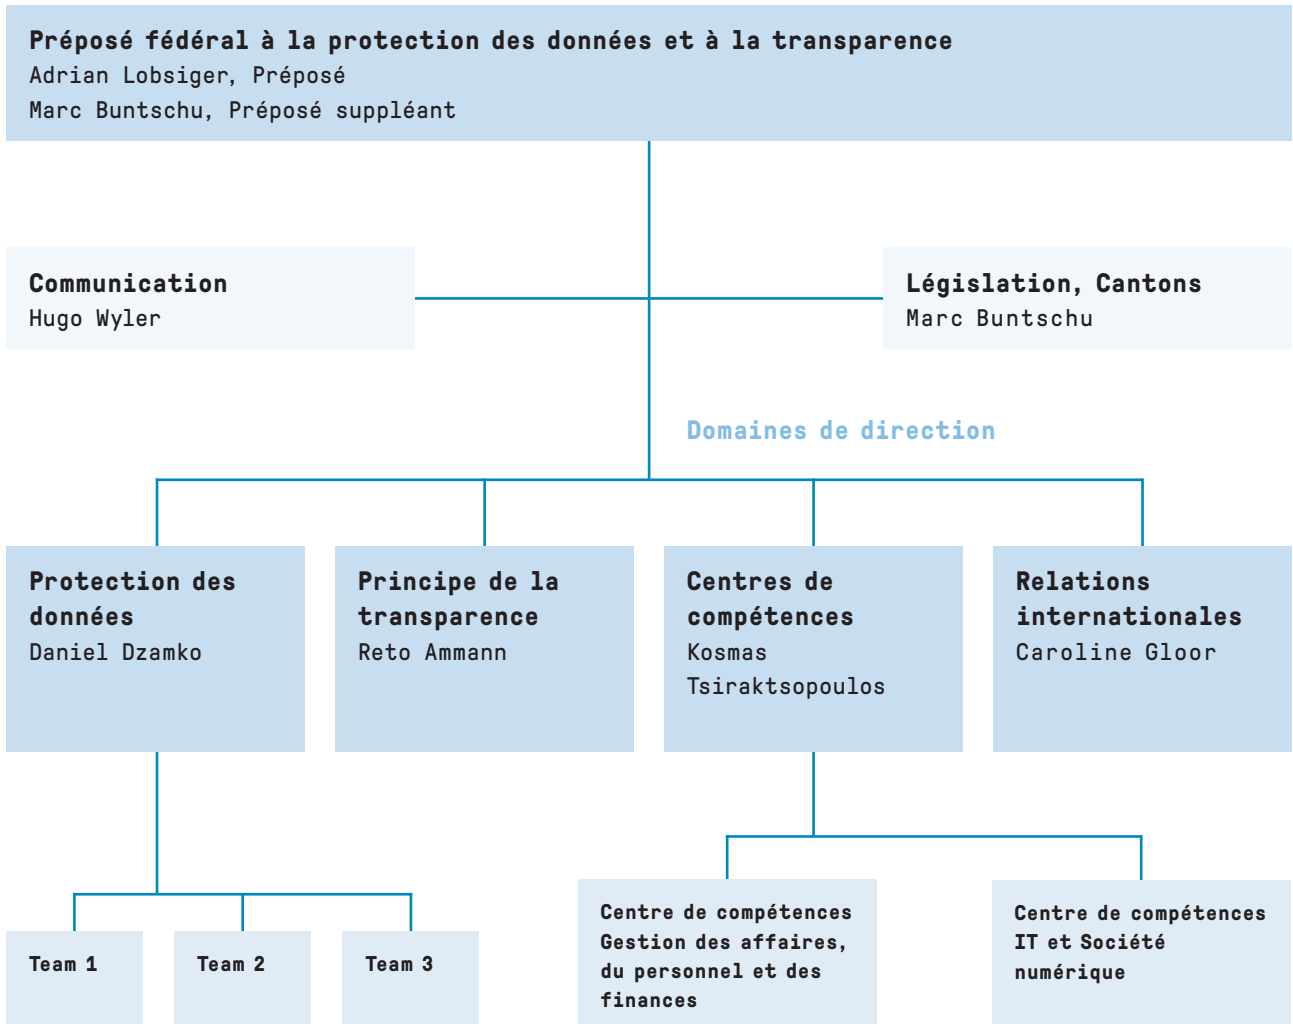 Préposé fédéral à la protection des données et à la transparence
Adrian Lobsiger, Préposé
Marc Buntschu, Préposé suppléant
Communication
Hugo Wyler
Législation, Cantons
Marc Buntschu
Domaines de direction
Protection des
données
Daniel Dzamko
Principe de la
transparence
Reto Ammann
Centres de
compétences
Kosmas
Tsiraktsopoulos
Relations
internationales
Caroline Gloor
Team 1
Team 2
Team 3
Centre de compétences
Gestion des affaires,
du personnel et des
finances
Centre de compétences
IT et Société
numérique